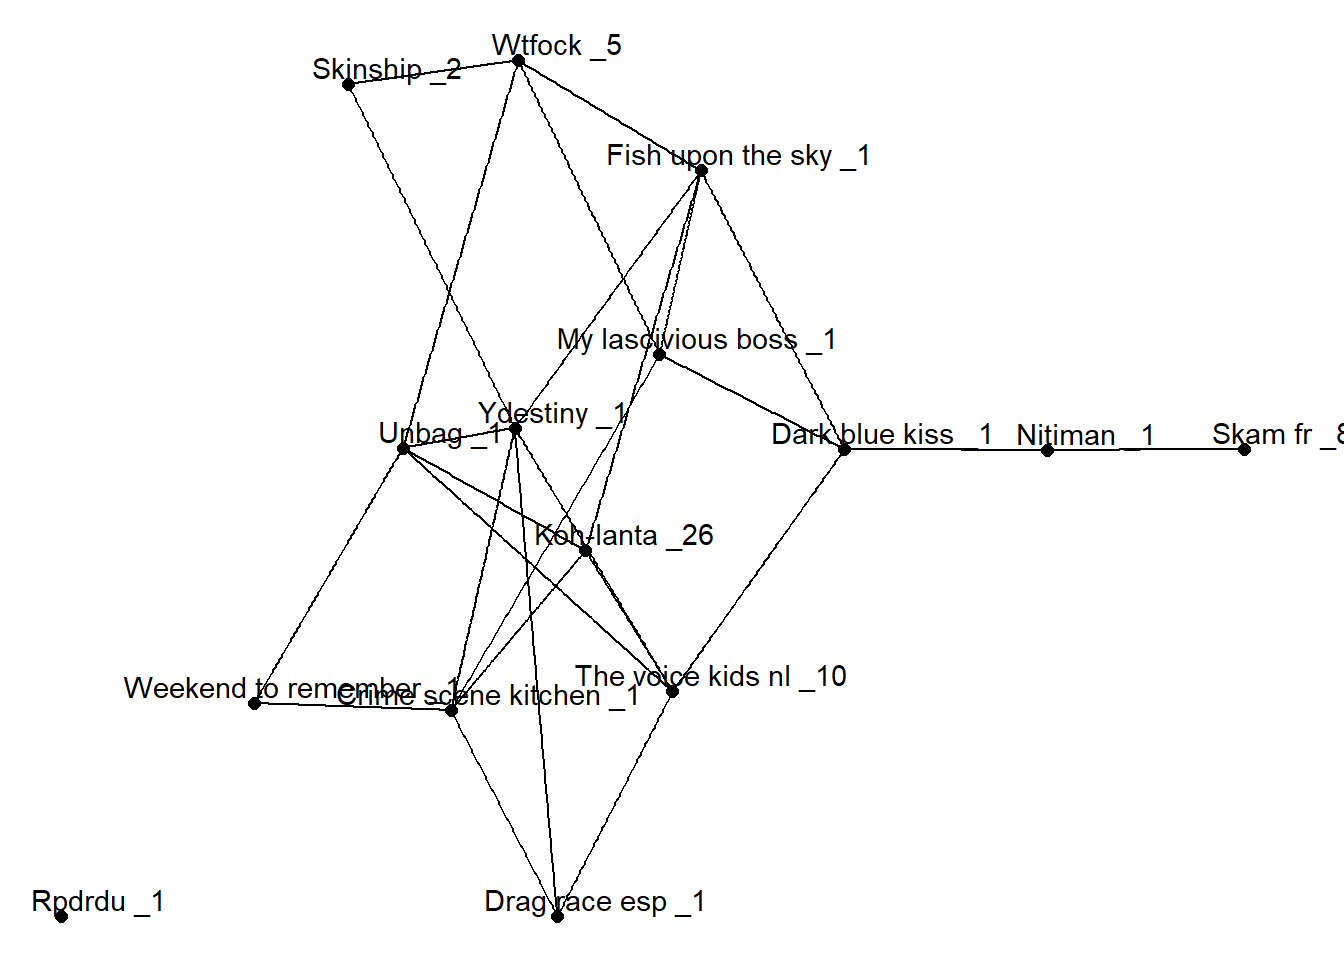 Wtfock _5
Skinship _2
Fish upon the sky _1
My lascivious boss _1
Ydestiny _1
Unbag _1
Dark blue kiss _1
Nitiman _1
Skam fr _8
Koh-lanta _26
The voice kids nl _10
Weekend to remember _1
Crime scene kitchen _1
Rpdrdu _1
Drag race esp _1